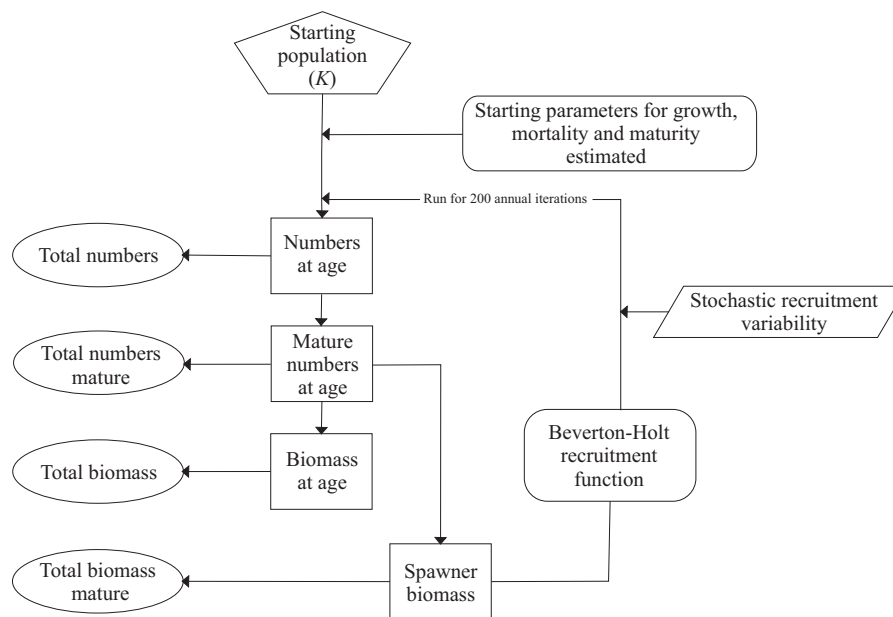 Starting
population
(K)
Starting parameters for growth,
mortality and maturity
estimated
Run for 200 annual iterations
Numbers
at age
Total numbers
Stochastic recruitment
variability
Mature
numbers
at age
Total numbers
mature
Beverton-Holt
recruitment
function
Biomass
at age
Total biomass
Spawner
biomass
Total biomass
mature